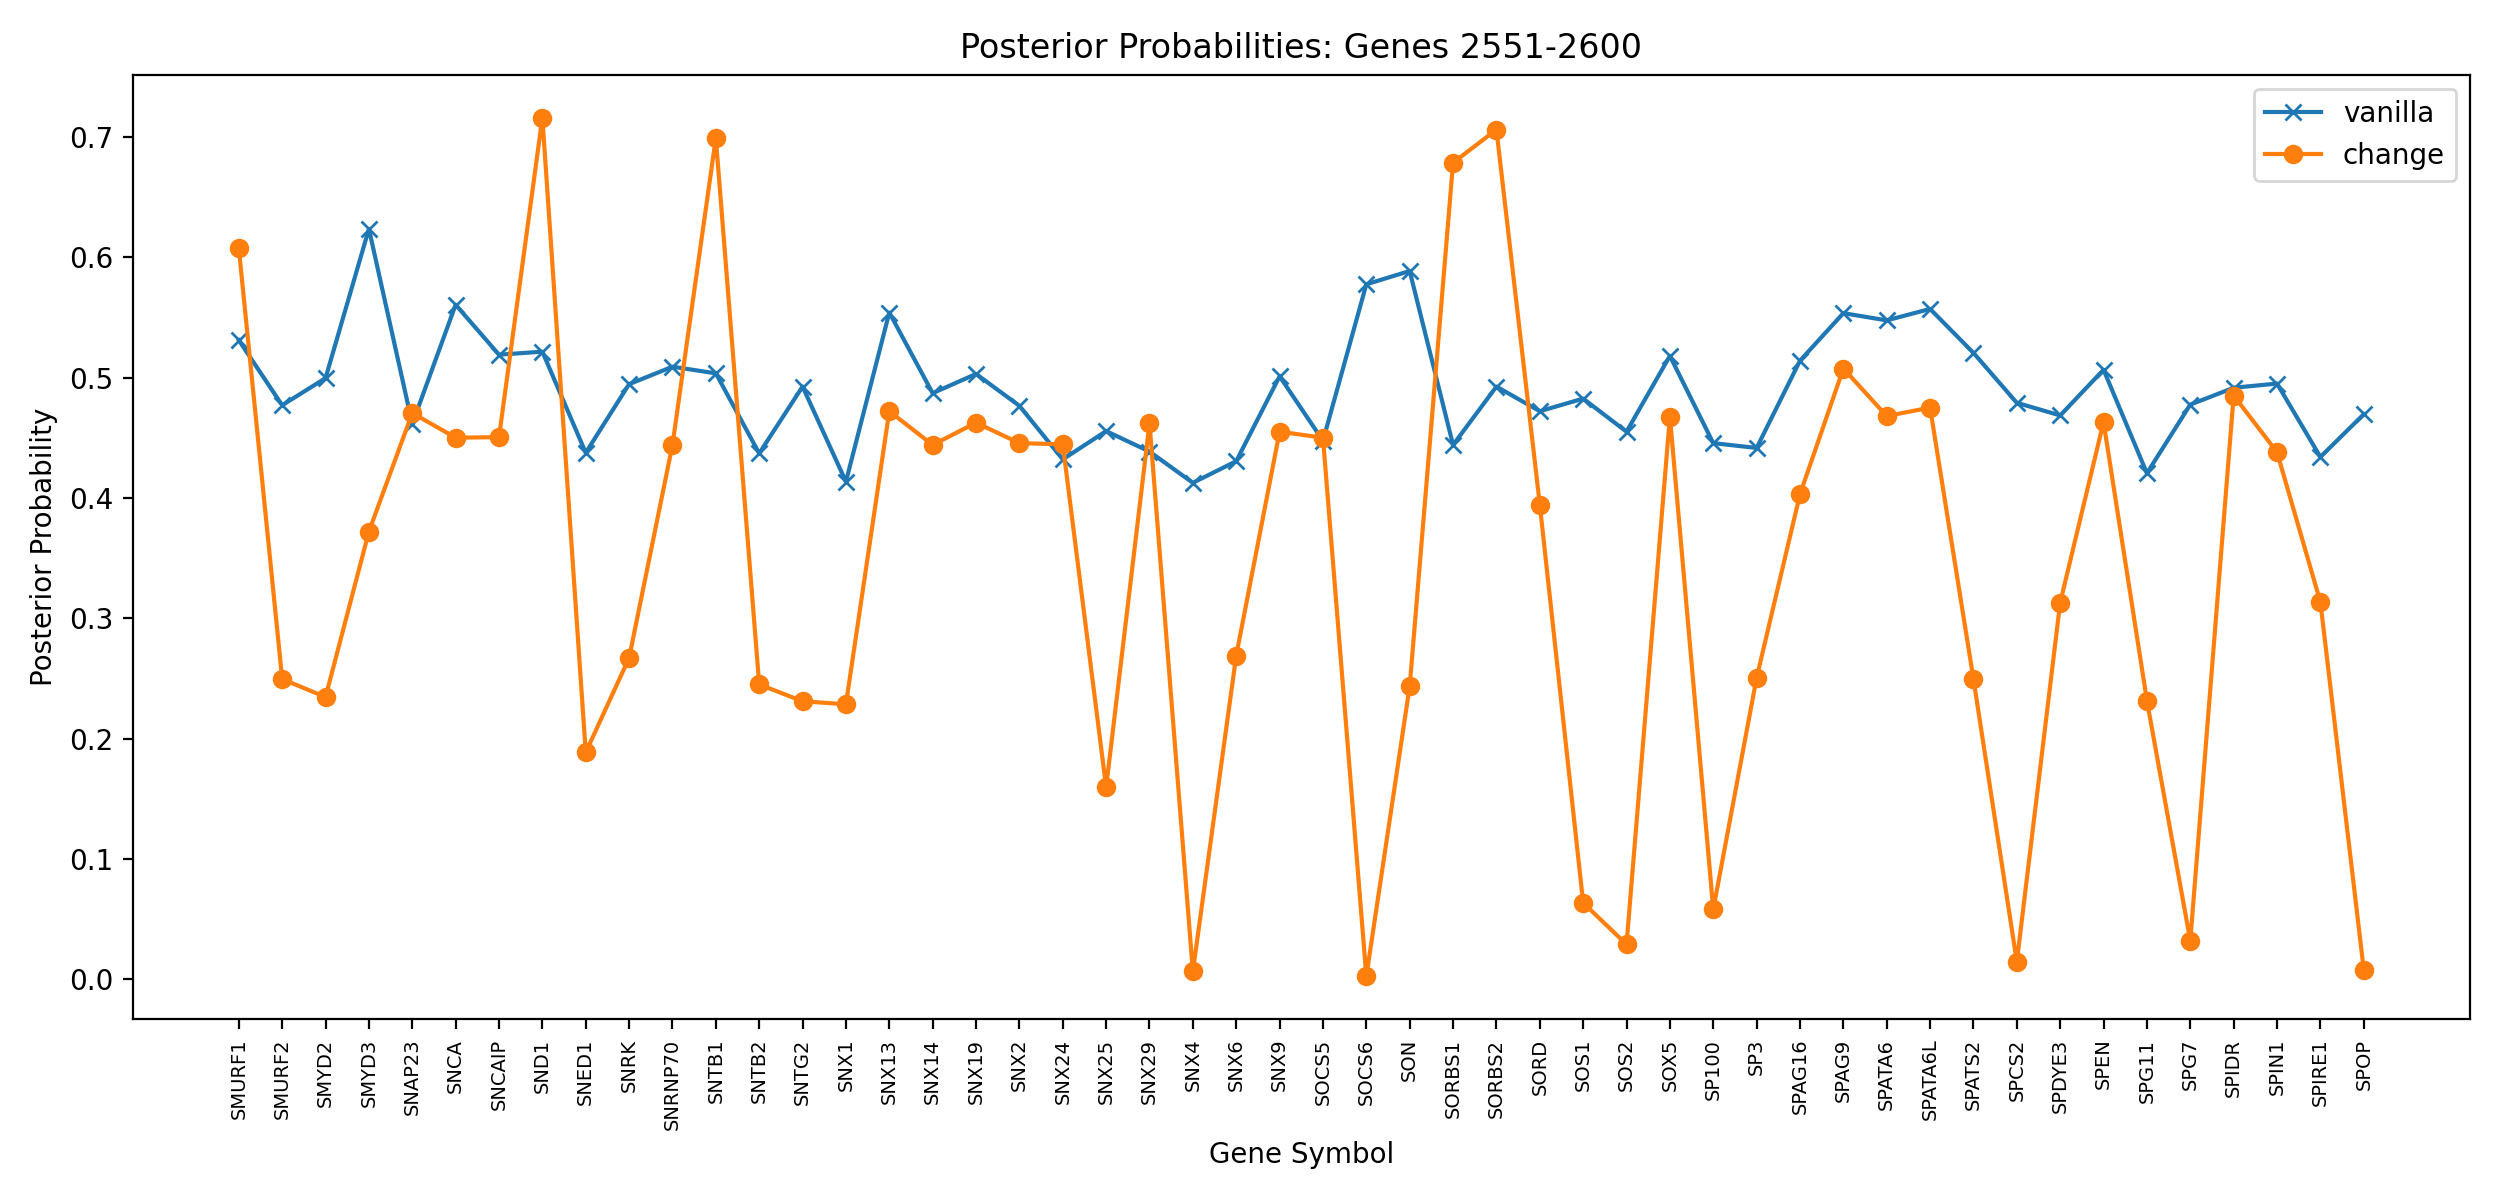 Posterior Probabilities: Genes 2551-2600
vanilla
change
Posterior Probability
0.7
0.6
0.5
0.4
0.3
0.2
0.1
0.0
SMURF1
SMURF2
SMYD2
SMYD3
SNAP23
SNCA
SNCAIP
SND1
SNED1
SNRK
SNRNP70
SNTB1
SNTB2
SNTG2
SNX1
SNX13
SNX14
SNX19
SNX2
SNX24
SNX25
SNX29
SNX4
SNX6
SNX9
SOCS5
SOCS6
SON
SORBS1
SORBS2
SORD
SOS1
SOS2
SOX5
SP100
SP3
SPAG16
SPAG9
SPATA6
SPATA6L
SPATS2
SPCS2
SPDYE3
SPEN
SPG11
SPG7
SPIDR
SPIN1
SPIRE1
SPOP
Gene Symbol